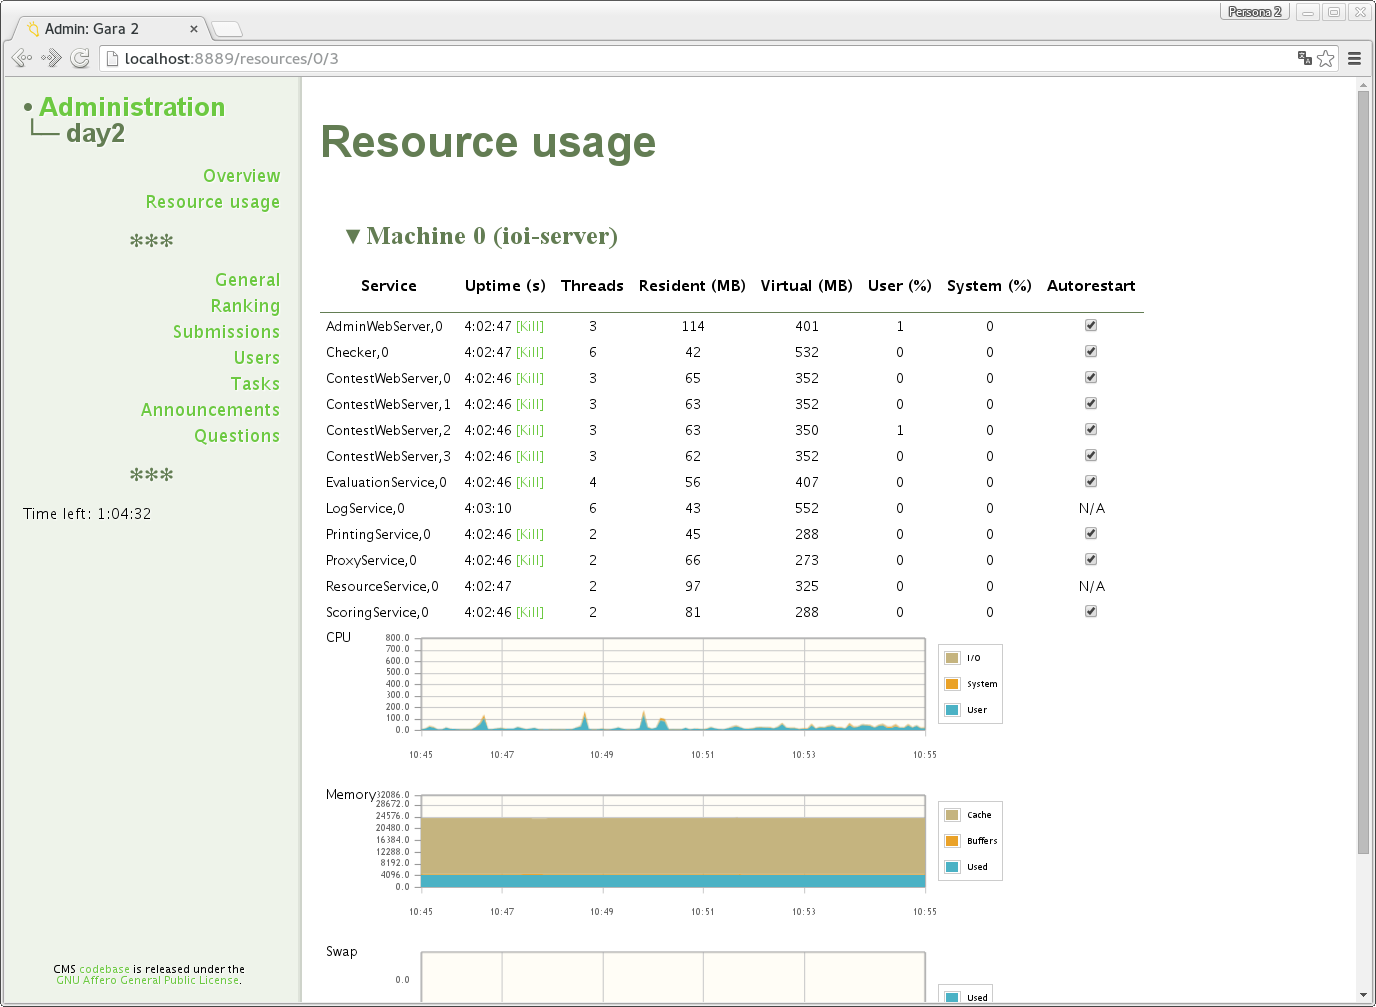 Persona 2
Admin: Gara 2
localhost:8889/resources/0/3
• Administration
day2
Overview
Resource usage
***
General
Ranking
Submissions
Users
Tasks
Announcements
Questions
***
Time left: 1:04:32
CMS codebase is released under the
GNU Affero General Public License.
Resource usage
▼ Machine 0 (ioi-server)
Service Uptime (s) Threads Resident (MB) Virtual (MB) User (%) System (%) Autorestart
AdminWebServer,0 4:02:47 [Kill] 3 114 401 1 0
Checker,0 4:02:47 [Kill] 6 42 532 0 0
ContestWebServer,0 4:02:46 [Kill] 3 65 352 0 0
ContestWebServer,1 4:02:46 [Kill] 3 63 352 0 0
ContestWebServer,2 4:02:46 [Kill] 3 63 350 1 0
ContestWebServer,3 4:02:46 [Kill] 3 62 352 0 0
EvaluationService,0 4:02:46 [Kill] 4 56 407 0 0
LogService,0 4:03:10 6 43 552 0 0 N/A
PrintingService,0 4:02:46 [Kill] 2 45 288 0 0
ProxyService,0 4:02:46 [Kill] 2 66 273 0 0
ResourceService,0 4:02:47 2 97 325 0 0 N/A
ScoringService,0 4:02:46 [Kill] 2 81 288 0 0
CPU
800.0
700.0
600.0
500.0
400.0
300.0
200.0
100.0
0.0
10:45 10:47 10:49 10:51 10:53 10:55
I/O
System
User
Memory
32086.0
28672.0
24576.0
20480.0
16384.0
12288.0
8192.0
4096.0
0.0
10:45 10:47 10:49 10:51 10:53 10:55
Cache
Buffers
Used
Swap
0.0
Used